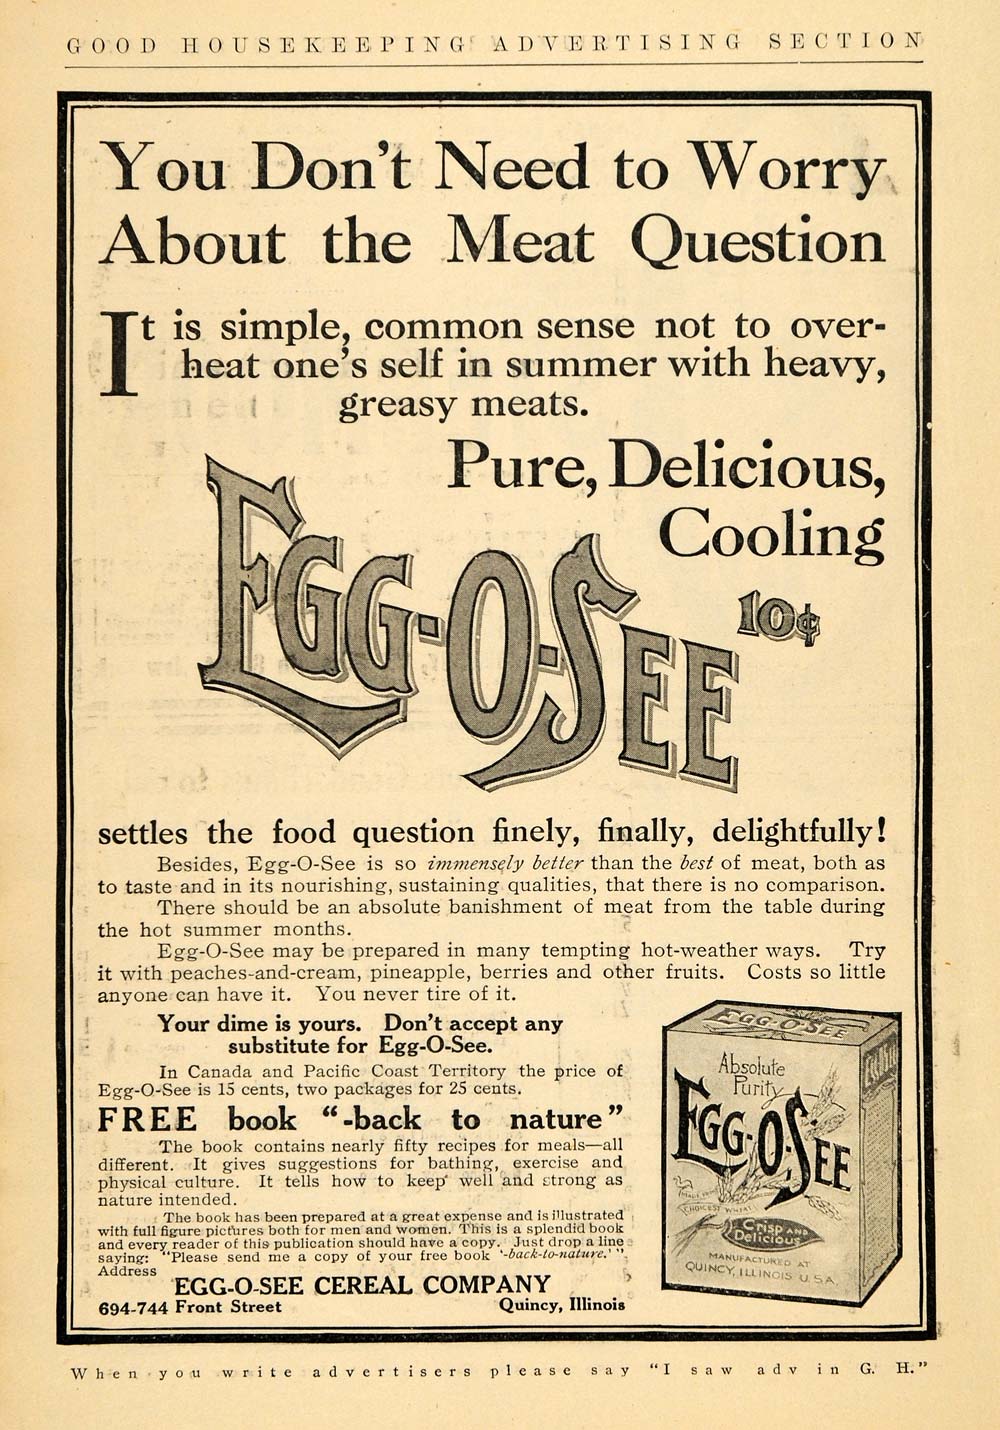 GOOD HOUSEKEEPING ADVERTISING SECTION
You Don't Need to Worry
About the Meat Question
It is simple, common sense not to over-
heat one's self in summer with heavy,
greasy meats.
Pure, Delicious,
Cooling
EGG-O-SEE 10¢
settles the food question finely, finally, delightfully!
Besides, Egg-O-See is so immensely better than the best of meat, both as
to taste and in its nourishing, sustaining qualities, that there is no comparison.
There should be an absolute banishment of meat from the table during
the hot summer months.
Egg-O-See may be prepared in many tempting hot-weather ways. Try
it with peaches-and-cream, pineapple, berries and other fruits. Costs so little
anyone can have it. You never tire of it.
Your dime is yours. Don't accept any
substitute for Egg-O-See.
In Canada and Pacific Coast Territory the price of
Egg-O-See is 15 cents, two packages for 25 cents.
FREE book "-back to nature"
The book contains nearly fifty recipes for meals—all
different. It gives suggestions for bathing, exercise and
physical culture. It tells how to keep well and strong as
nature intended.
The book has been prepared at a great expense and is illustrated
with full figure pictures both for men and women. This is a splendid book
and every reader of this publication should have a copy. Just drop a line
saying: "Please send me a copy of your free book '-back-to-nature.'"
Address
EGG-O-SEE CEREAL COMPANY
694-744 Front Street Quincy, Illinois
EGG-O-SEE
Absolute
Purity
EGG-O-SEE
CHOICEST WHEAT
Crisp AND
Delicious
MANUFACTURED AT
QUINCY, ILLINOIS U.S.A.
When you write advertisers please say "I saw adv in G. H."